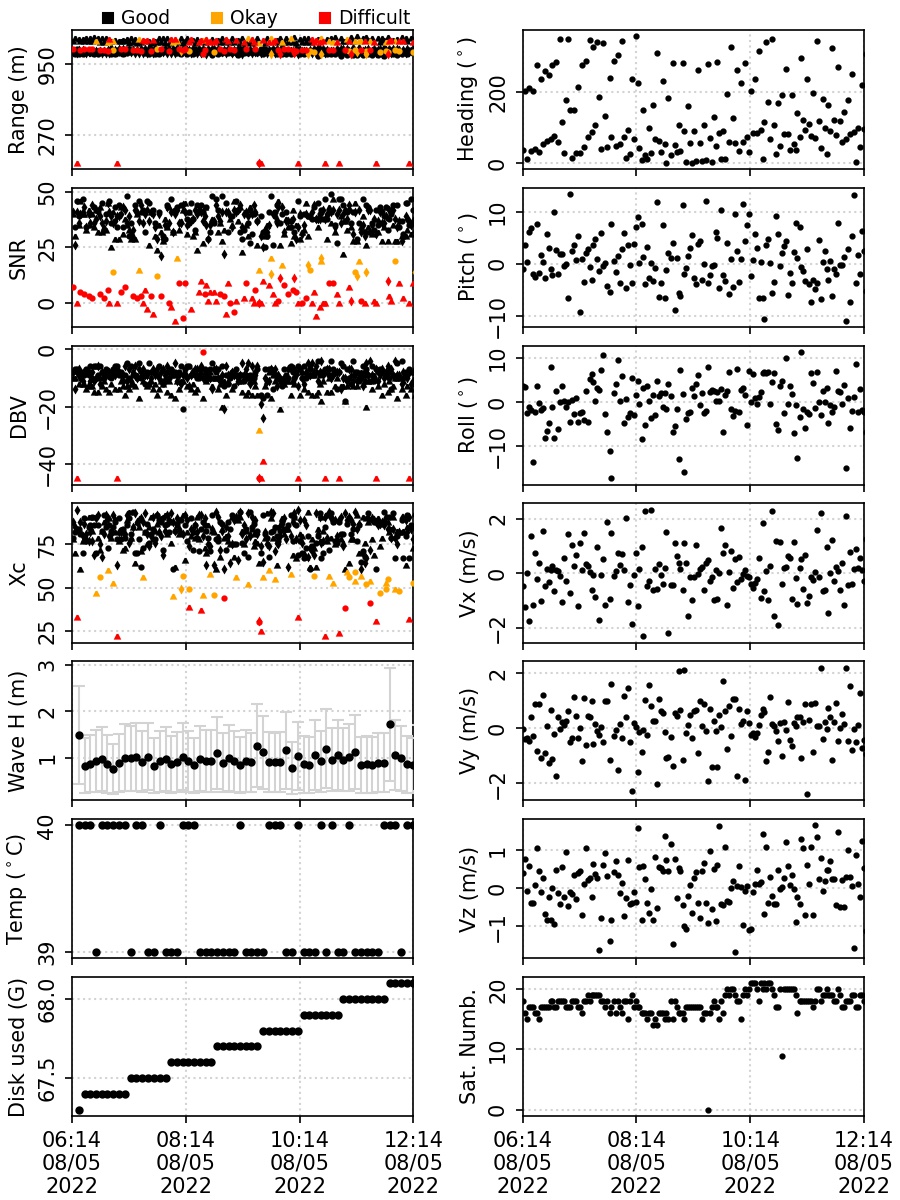 Good Okay Difficult
Range (m)
950
270
Heading (°)
200
0
SNR
50
25
0
Pitch (°)
10
0
−10
DBV
0
−20
−40
Roll (°)
10
0
−10
Xc
75
50
25
Vx (m/s)
2
0
−2
Wave H (m)
3
2
1
Vy (m/s)
2
0
−2
Temp (°C)
40
39
Vz (m/s)
1
0
−1
Disk used (G)
68.0
67.5
Sat. Numb.
20
10
0
06:14 08:14 10:14 12:14
08/05 08/05 08/05 08/05
2022 2022 2022 2022
06:14 08:14 10:14 12:14
08/05 08/05 08/05 08/05
2022 2022 2022 2022